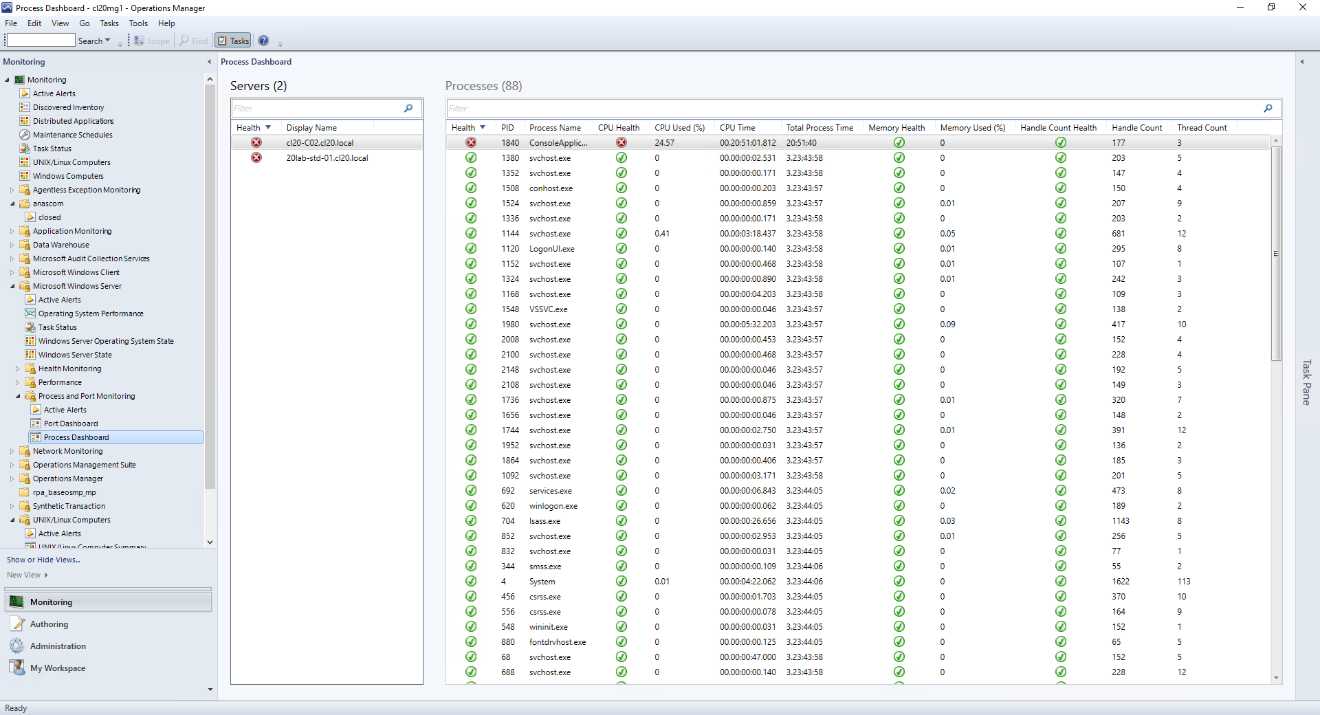 Process Dashboard - cl20mg1 - Operations Manager
File Edit View Go Tasks Tools Help
Search Scope Find Tasks
Monitoring
Monitoring
Active Alerts
Discovered Inventory
Distributed Applications
Maintenance Schedules
Task Status
UNIX/Linux Computers
Windows Computers
Agentless Exception Monitoring
anascom
closed
Application Monitoring
Data Warehouse
Microsoft Audit Collection Services
Microsoft Windows Client
Microsoft Windows Server
Active Alerts
Operating System Performance
Task Status
Windows Server Operating System State
Windows Server State
Health Monitoring
Performance
Process and Port Monitoring
Active Alerts
Port Dashboard
Process Dashboard
Network Monitoring
Operations Management Suite
Operations Manager
rpa_baseosmp_mp
Synthetic Transaction
UNIX/Linux Computers
Active Alerts
UNIX/Linux Computer Summary
Show or Hide Views...
New View
Monitoring
Authoring
Administration
My Workspace
Process Dashboard
Servers (2)
Filter
Health Display Name
cl20-C02.cl20.local
20lab-std-01.cl20.local
Processes (88)
Filter
Health PID Process Name CPU Health CPU Used (%) CPU Time Total Process Time Memory Health Memory Used (%) Handle Count Health Handle Count Thread Count
1840 ConsoleApplic... 24.57 00.20:51:01.812 20:51:40 0 177 3
1380 svchost.exe 0 00.00:00:02.531 3.23:43:58 0 203 5
1352 svchost.exe 0 00.00:00:00.171 3.23:43:58 0 147 4
1508 conhost.exe 0 00.00:00:00.203 3.23:43:57 0 150 4
1524 svchost.exe 0 00.00:00:00.859 3.23:43:57 0.01 207 9
1336 svchost.exe 0 00.00:00:00.171 3.23:43:58 0 203 2
1144 svchost.exe 0.41 00.00:03:18.437 3.23:43:58 0.05 681 12
1120 LogonUI.exe 0 00.00:00:00.140 3.23:43:58 0.01 295 8
1152 svchost.exe 0 00.00:00:00.468 3.23:43:58 0.01 107 1
1324 svchost.exe 0 00.00:00:00.890 3.23:43:58 0.01 242 3
1168 svchost.exe 0 00.00:00:04.203 3.23:43:58 0 109 3
1548 VSSVC.exe 0 00.00:00:00.046 3.23:43:57 0 138 2
1980 svchost.exe 0 00.00:05:32.203 3.23:43:57 0.09 417 10
2008 svchost.exe 0 00.00:00:00.453 3.23:43:57 0 152 4
2100 svchost.exe 0 00.00:00:00.468 3.23:43:57 0 228 4
2148 svchost.exe 0 00.00:00:00.046 3.23:43:57 0 192 5
2108 svchost.exe 0 00.00:00:00.046 3.23:43:57 0 149 3
1736 svchost.exe 0 00.00:00:00.875 3.23:43:57 0.01 320 7
1656 svchost.exe 0 00.00:00:00.046 3.23:43:57 0 148 2
1744 svchost.exe 0 00.00:00:02.750 3.23:43:57 0.01 391 12
1952 svchost.exe 0 00.00:00:00.031 3.23:43:57 0 136 2
1864 svchost.exe 0 00.00:00:00.406 3.23:43:57 0 185 3
1092 svchost.exe 0 00.00:00:03.171 3.23:43:58 0 201 5
692 services.exe 0 00.00:00:06.843 3.23:44:05 0.02 473 8
620 winlogon.exe 0 00.00:00:00.062 3.23:44:05 0 189 2
704 lsass.exe 0 00.00:00:26.656 3.23:44:05 0.03 1143 8
852 svchost.exe 0 00.00:00:02.953 3.23:44:05 0.01 256 5
832 svchost.exe 0 00.00:00:00.031 3.23:44:05 0 77 1
344 smss.exe 0 00.00:00:00.109 3.23:44:06 0 55 2
4 System 0.01 00.00:04:22.062 3.23:44:06 0 1622 113
456 csrss.exe 0 00.00:00:01.703 3.23:44:05 0 370 10
556 csrss.exe 0 00.00:00:00.078 3.23:44:05 0 164 9
548 wininit.exe 0 00.00:00:00.031 3.23:44:05 0 152 1
880 fontdrvhost.exe 0 00.00:00:00.125 3.23:44:05 0 65 5
68 svchost.exe 0 00.00:00:47.000 3.23:43:58 0 152 5
688 svchost.exe 0 00.00:00:00.140 3.23:43:58 0 228 12
Task Pane
Ready